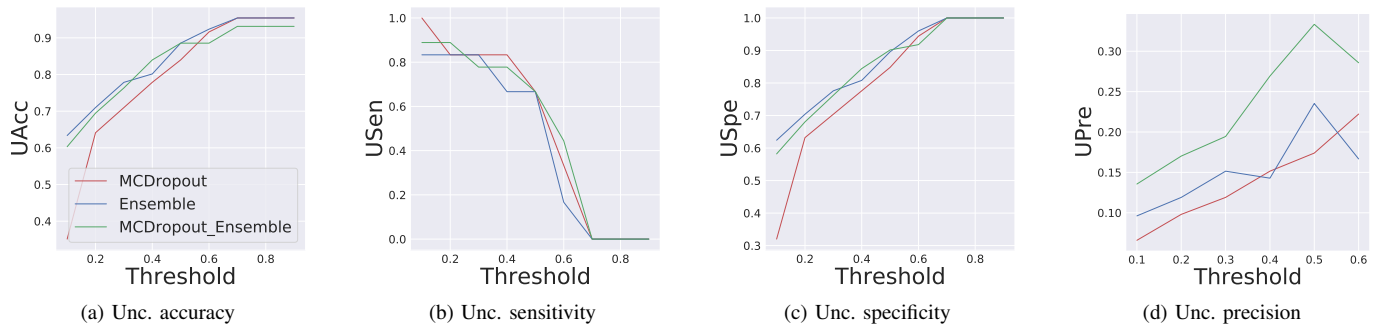 UAcc
0.9
0.8
0.7
0.6
0.5
0.4
MCDropout
Ensemble
MCDropout_Ensemble
0.2 0.4 0.6 0.8
Threshold
(a) Unc. accuracy
USen
1.0
0.8
0.6
0.4
0.2
0.0
0.2 0.4 0.6 0.8
Threshold
(b) Unc. sensitivity
USpe
1.0
0.9
0.8
0.7
0.6
0.5
0.4
0.3
0.2 0.4 0.6 0.8
Threshold
(c) Unc. specificity
UPre
0.30
0.25
0.20
0.15
0.10
0.1 0.2 0.3 0.4 0.5 0.6
Threshold
(d) Unc. precision